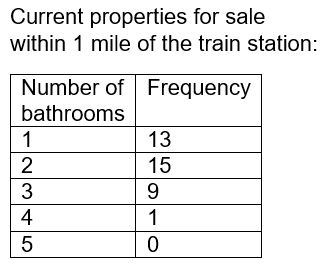 Current properties for sale
within 1 mile of the train station:
Number of bathrooms Frequency
1 13
2 15
3 9
4 1
5 0